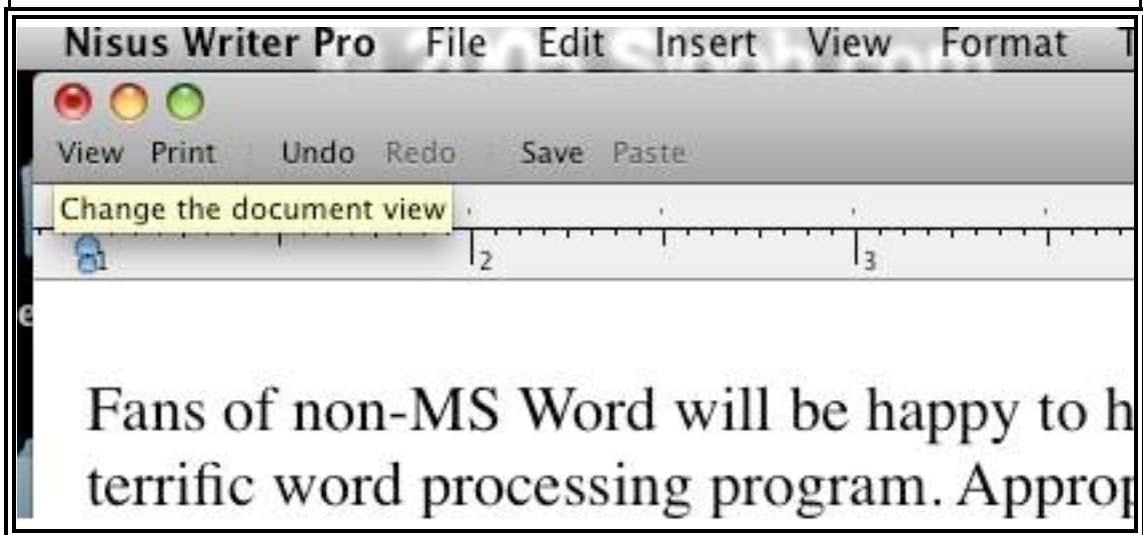 Nisus Writer Pro File Edit Insert View Format T
View Print Undo Redo Save Paste
Change the document view
1 2 3
e
Fans of non-MS Word will be happy to h
terrific word processing program. Approp